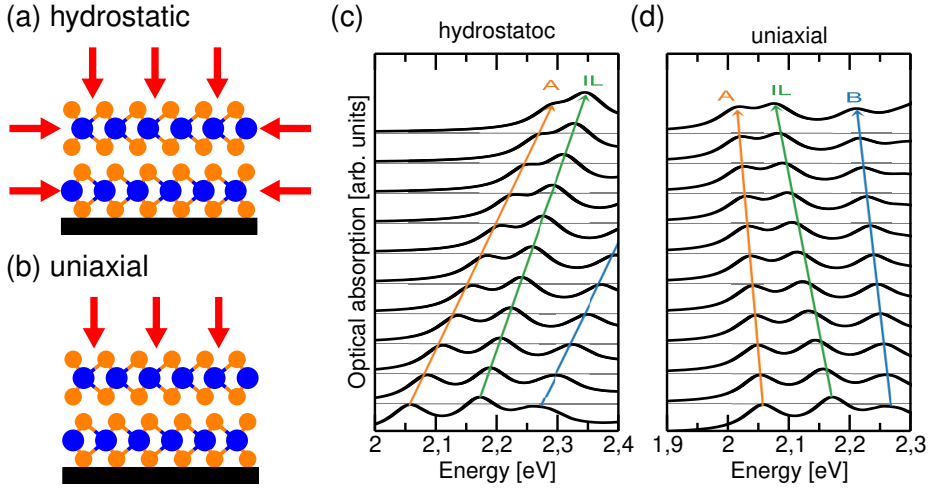 (a) hydrostatic
(b) uniaxial
(c)
hydrostatoc
A IL
Optical absorption [arb. units]
2 2,1 2,2 2,3 2,4
Energy [eV]
(d)
uniaxial
A IL B
1,9 2 2,1 2,2 2,3
Energy [eV]